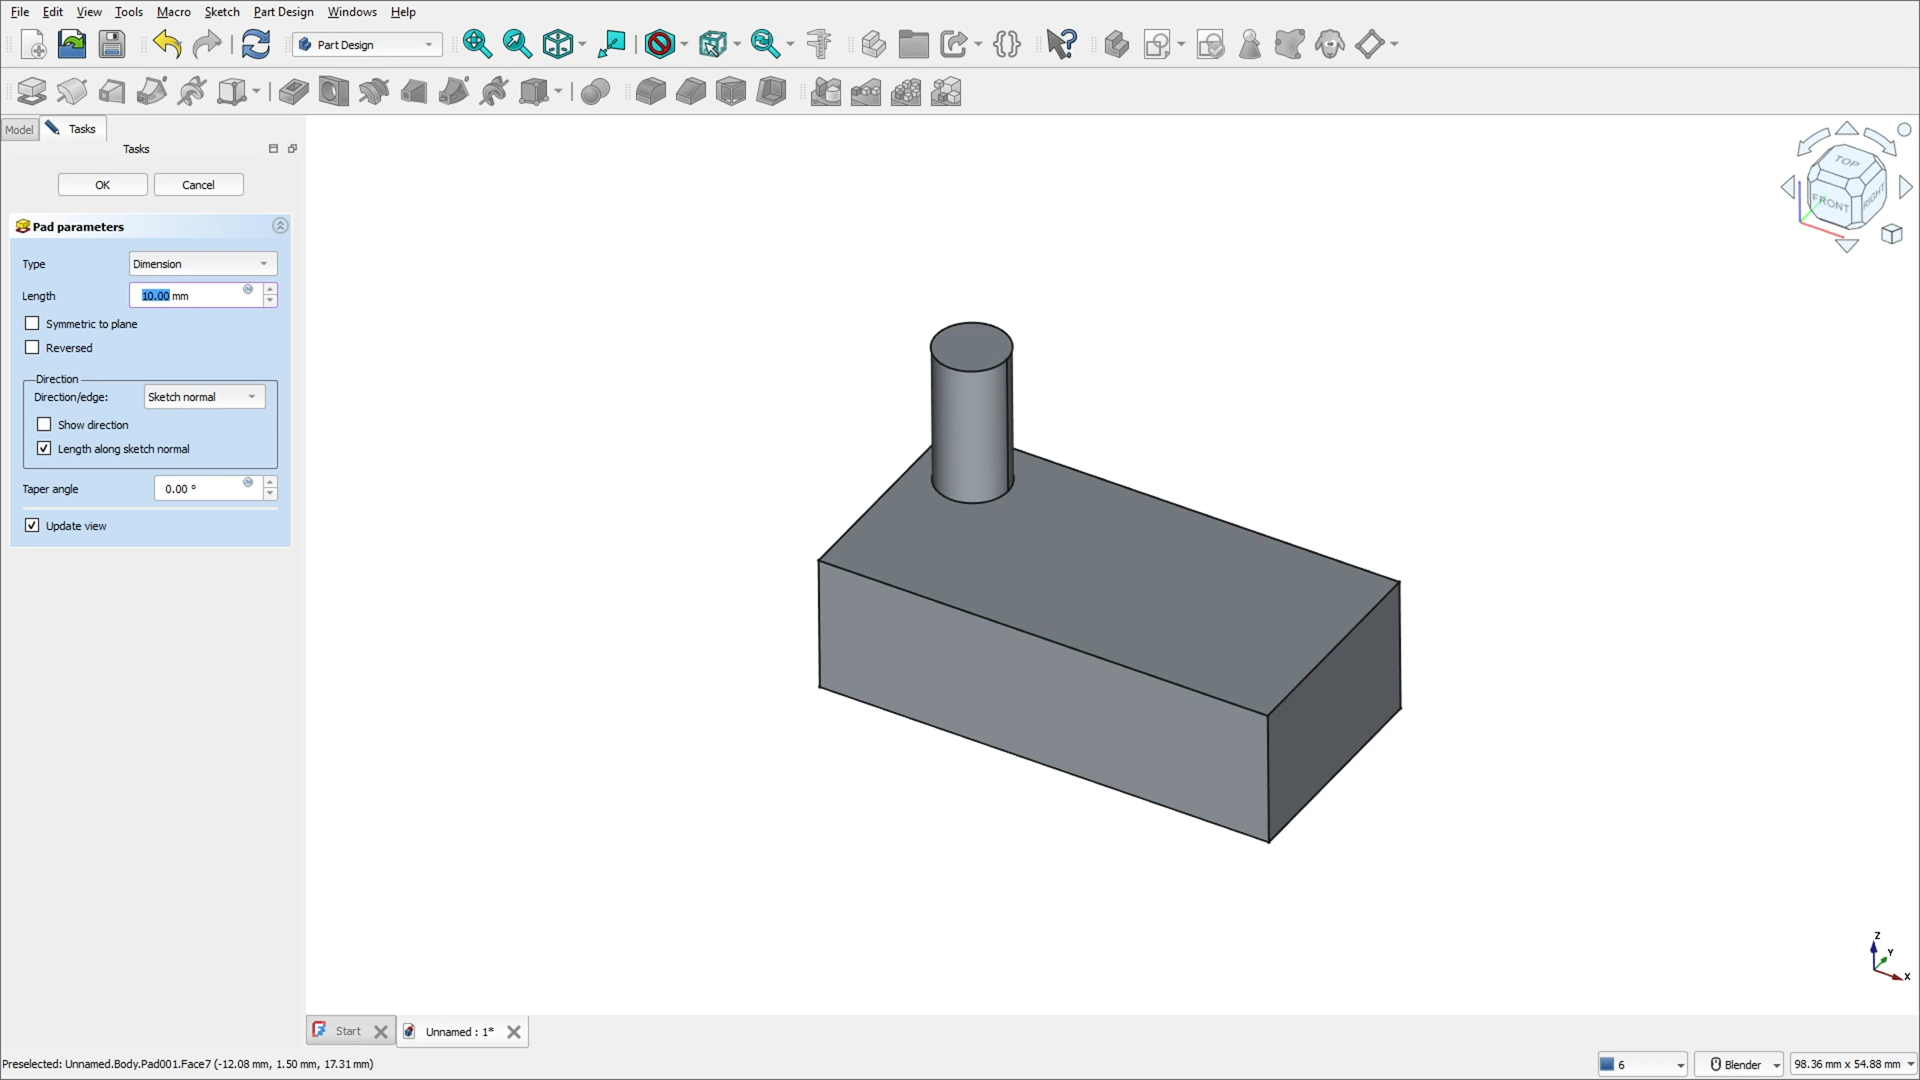 File Edit View Tools Macro Sketch Part Design Windows Help
Part Design
Model Tasks
Tasks
OK Cancel
Pad parameters
Type Dimension
Length 10.00 mm
Symmetric to plane
Reversed
Direction
Direction/edge: Sketch normal
Show direction
Length along sketch normal
Taper angle 0.00 °
Update view
TOP
FRONT RIGHT
Z
Y
X
Start Unnamed : 1*
Preselected: Unnamed.Body.Pad001.Face7 (-12.08 mm, 1.50 mm, 17.31 mm) 6 Blender 98.36 mm x 54.88 mm